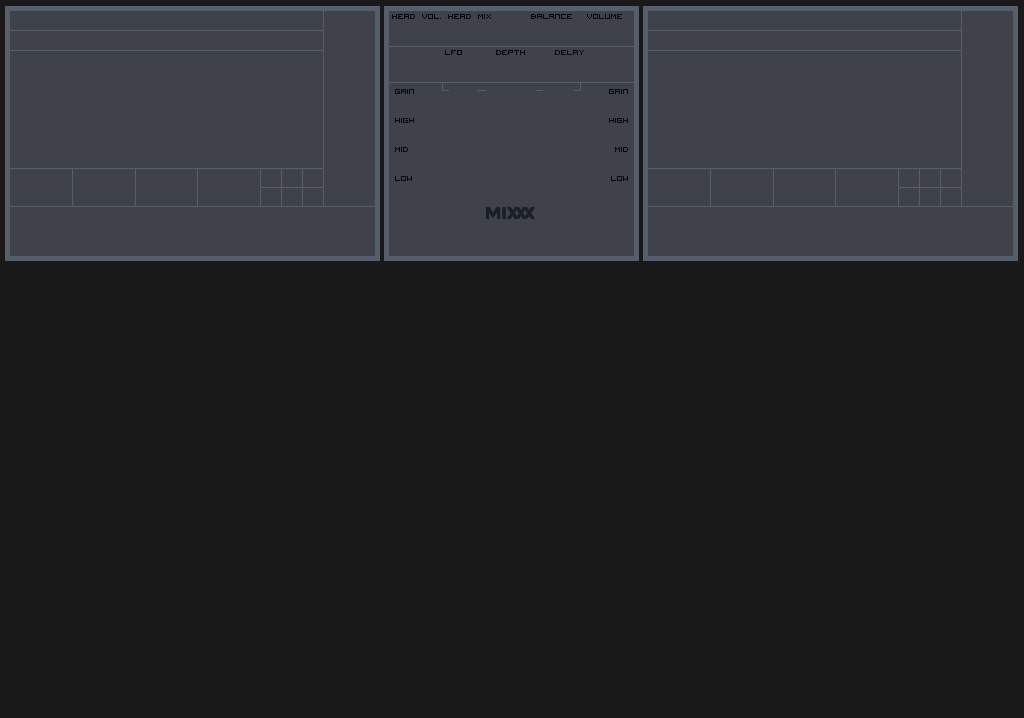 HEAD VOL. HEAD MIX BALANCE VOLUME
LFO DEPTH DELAY
GAIN GAIN
HIGH HIGH
MID MID
LOW LOW
MIXXX